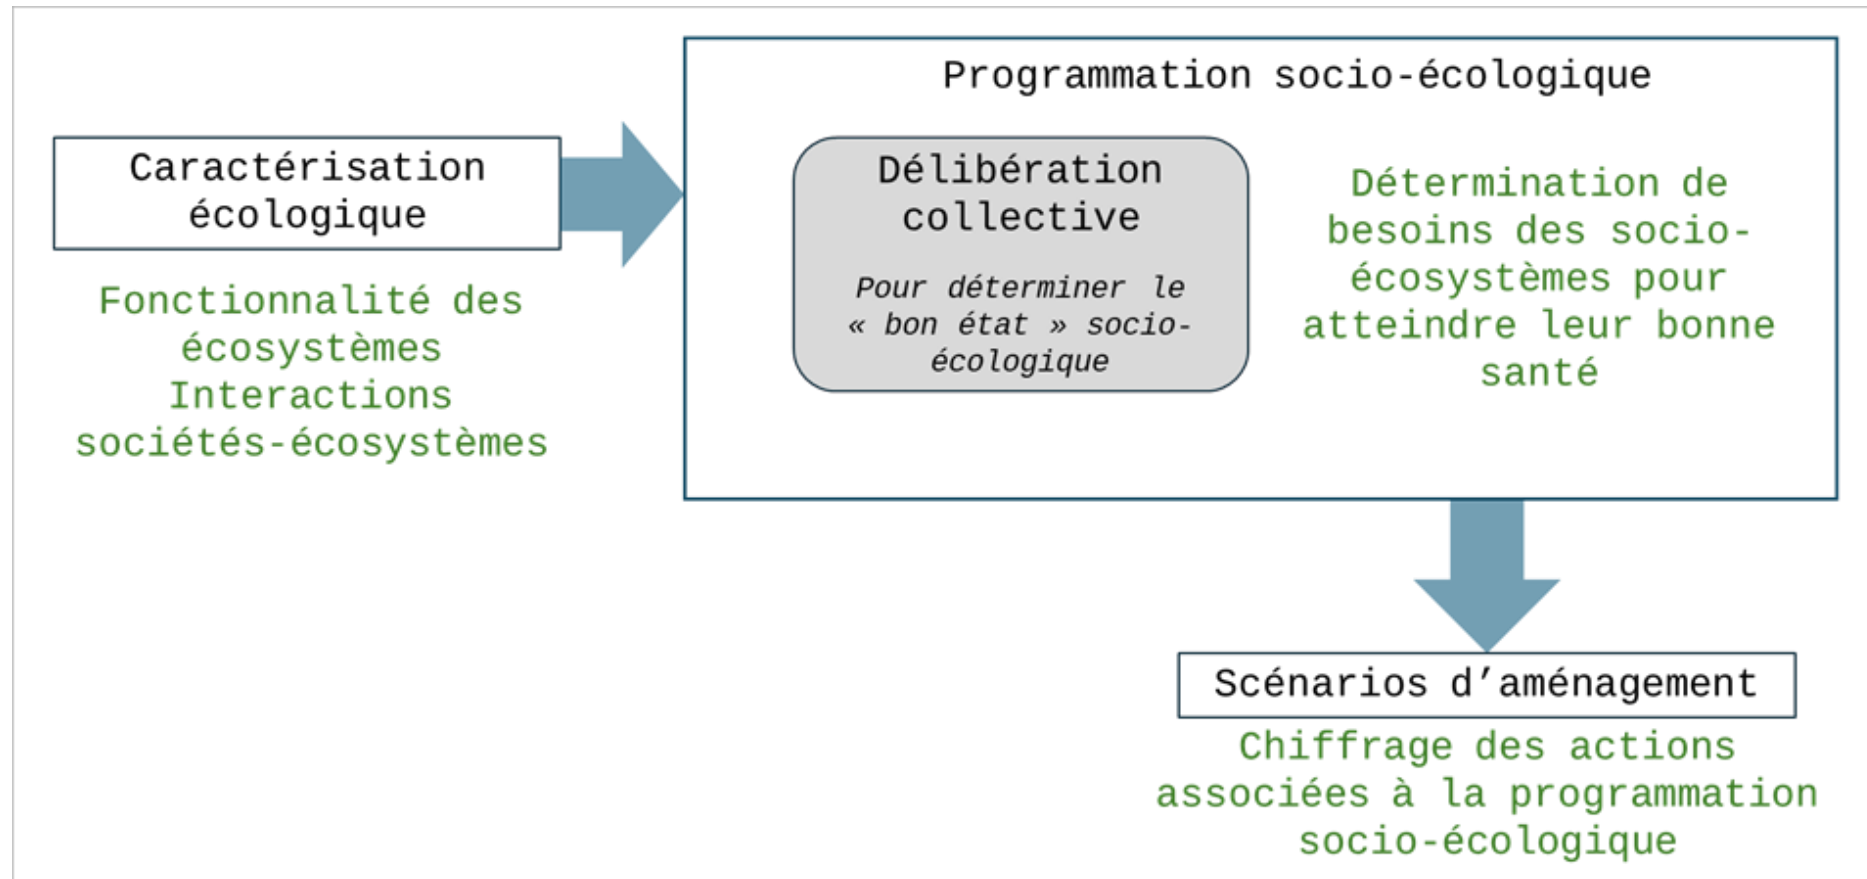 Programmation socio-écologique
Caractérisation
écologique
Fonctionnalité des
écosystèmes
Interactions
sociétés-écosystèmes
Délibération
collective
Pour déterminer le
« bon état » socio-
écologique
Détermination de
besoins des socio-
écosystèmes pour
atteindre leur bonne
santé
Scénarios d’aménagement
Chiffrage des actions
associées à la programmation
socio-écologique